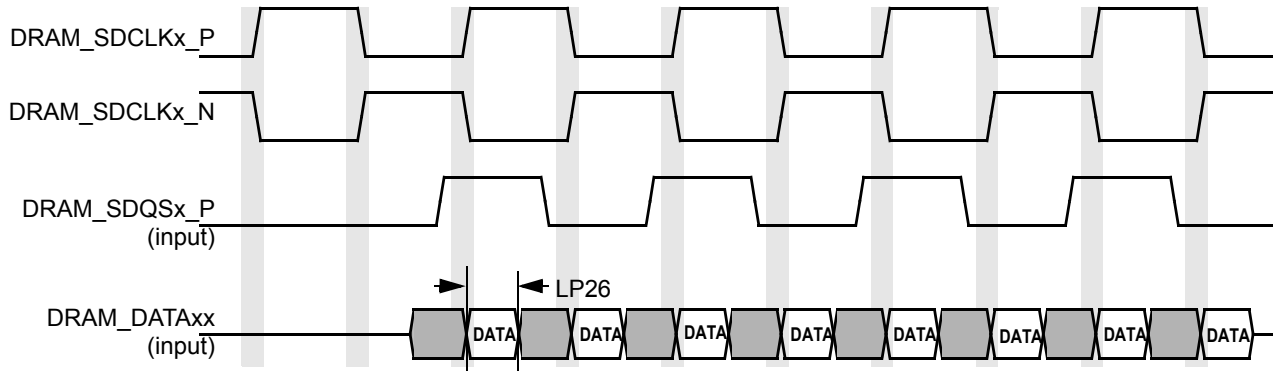 DRAM_SDCLKx_P
DRAM_SDCLKx_N
DRAM_SDQSx_P
(input)
LP26
DRAM_DATAxx
(input)
DATA DATA DATA DATA DATA DATA DATA DATA